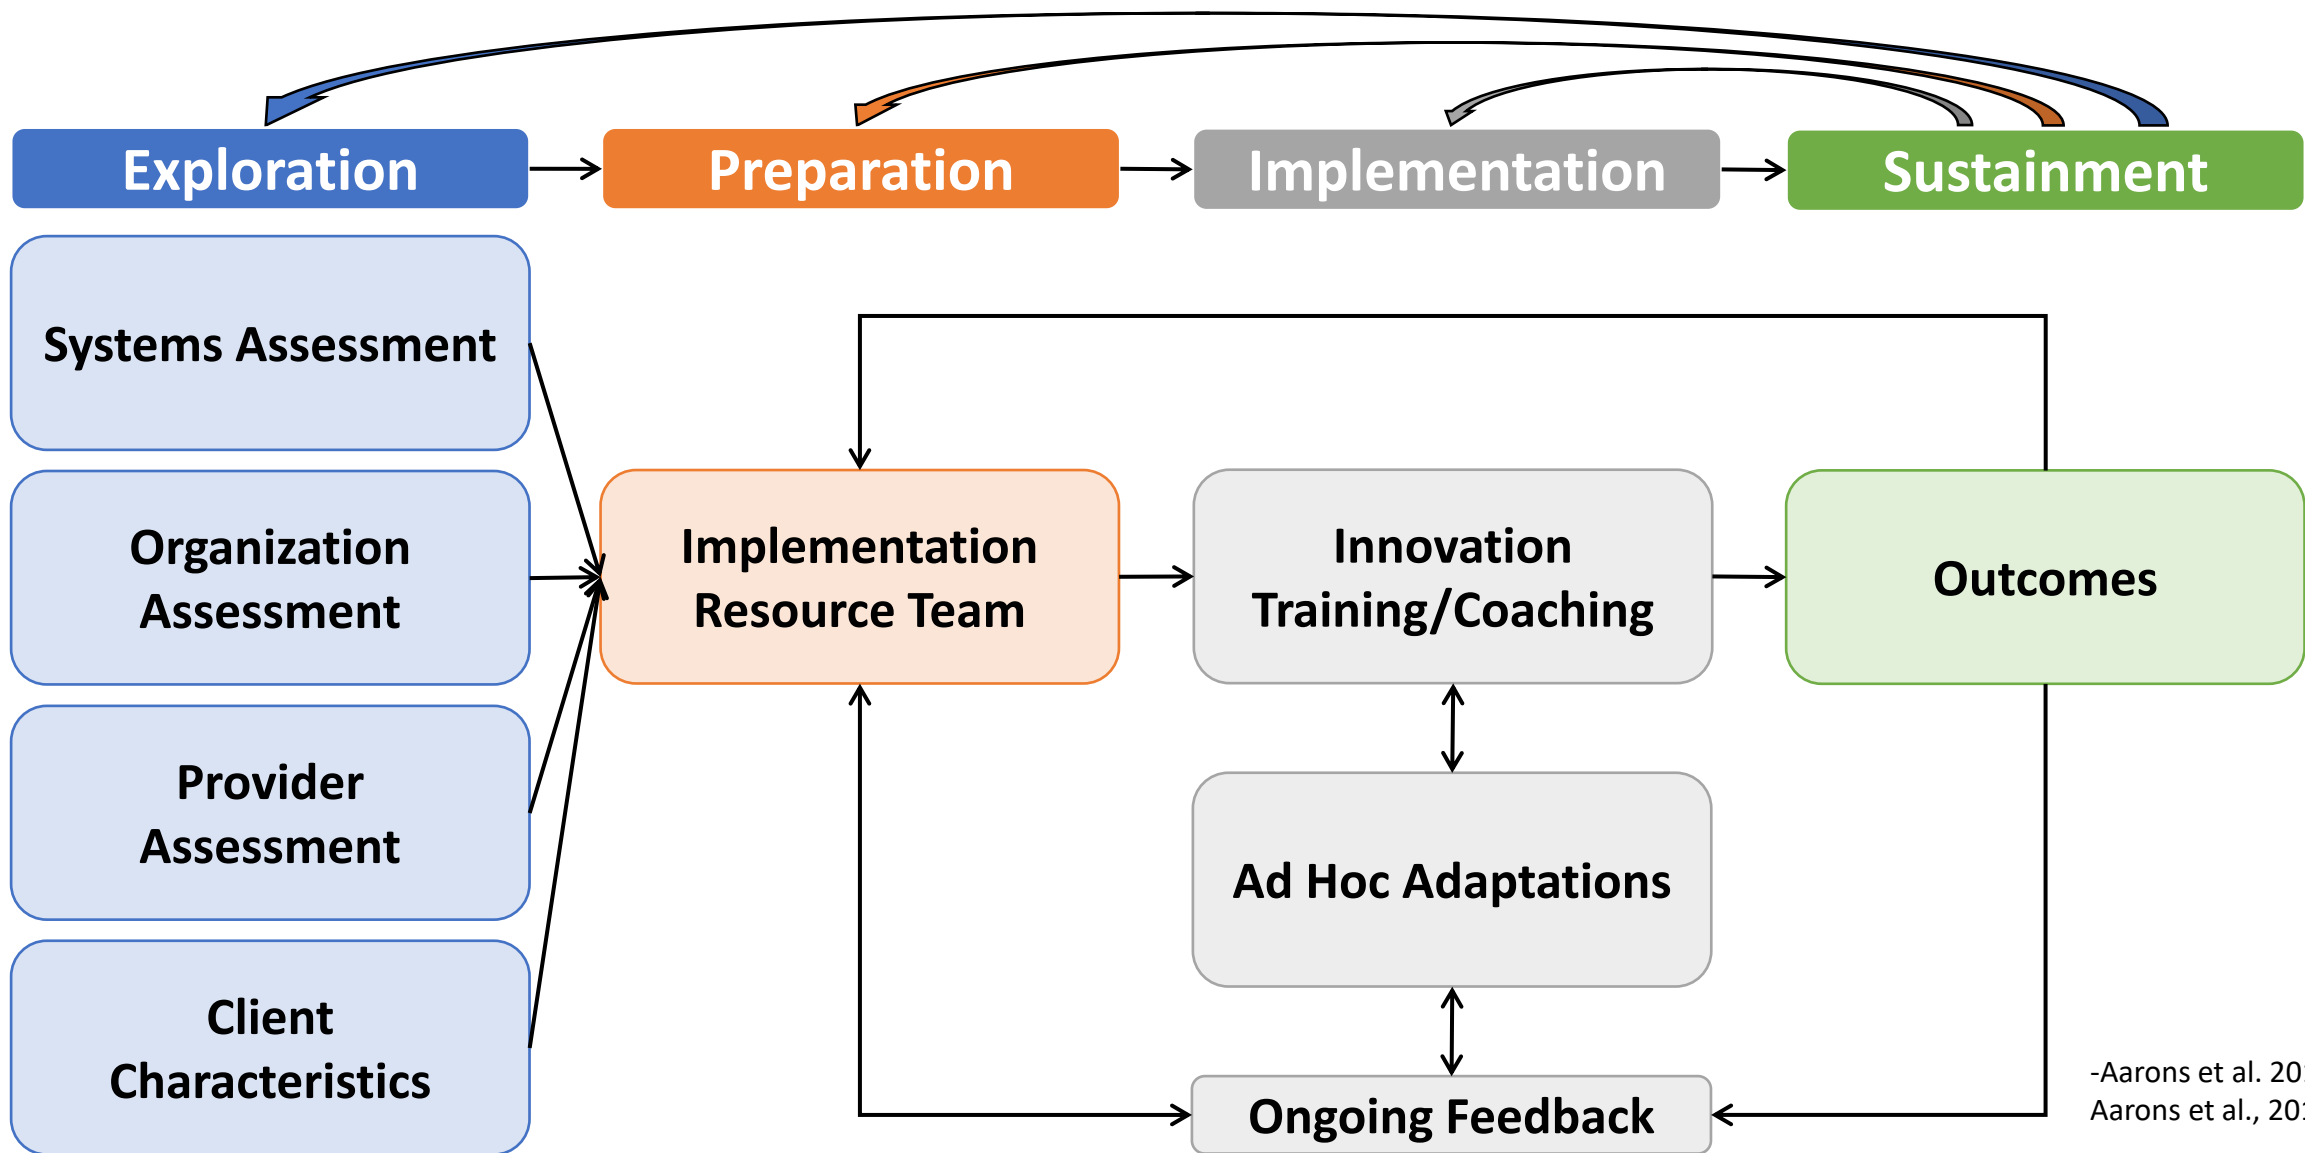 Exploration
Preparation
Implementation
Sustainment
Systems Assessment
Organization
Assessment
Provider
Assessment
Client
Characteristics
Implementation
Resource Team
Innovation
Training/Coaching
Ad Hoc Adaptations
Ongoing Feedback
Outcomes
-Aarons et al.
Aarons et al.,